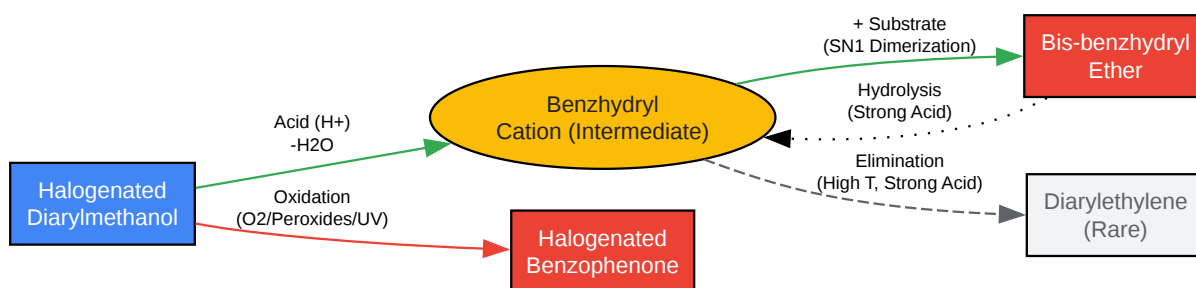 + Substrate
(SN1 Dimerization)
Bis-benzhydryl
Ether
Hydrolysis
(Strong Acid)
Benzhydryl
Cation (Intermediate)
Acid (H+)
-H2O
Elimination
(High T, Strong Acid)
Halogenated
Diarylmethanol
Oxidation
(O2/Peroxides/UV)
Diarylethylene
(Rare)
Halogenated
Benzophenone